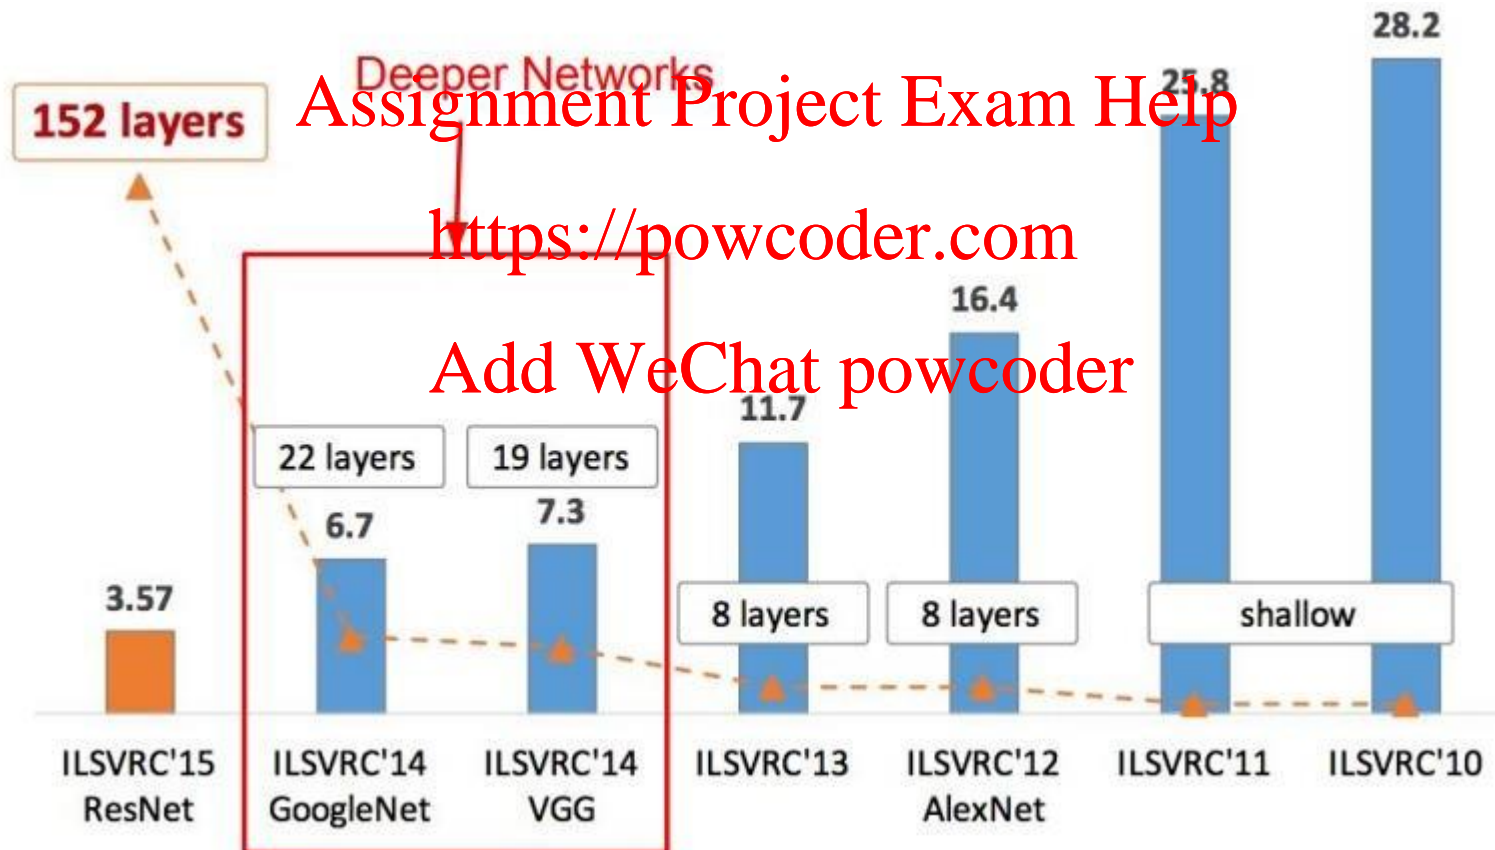 28.2
Deeper Networks
25.8
152 layers
Assignment Project Exam Help
https://powcoder.com
16.4
Add WeChat powcoder
11.7
22 layers
19 layers
6.7
7.3
3.57
8 layers
8 layers
shallow
ILSVRC'15
ResNet
ILSVRC'14
GoogleNet
ILSVRC'14
VGG
ILSVRC'13
ILSVRC'12
AlexNet
ILSVRC'11
ILSVRC'10